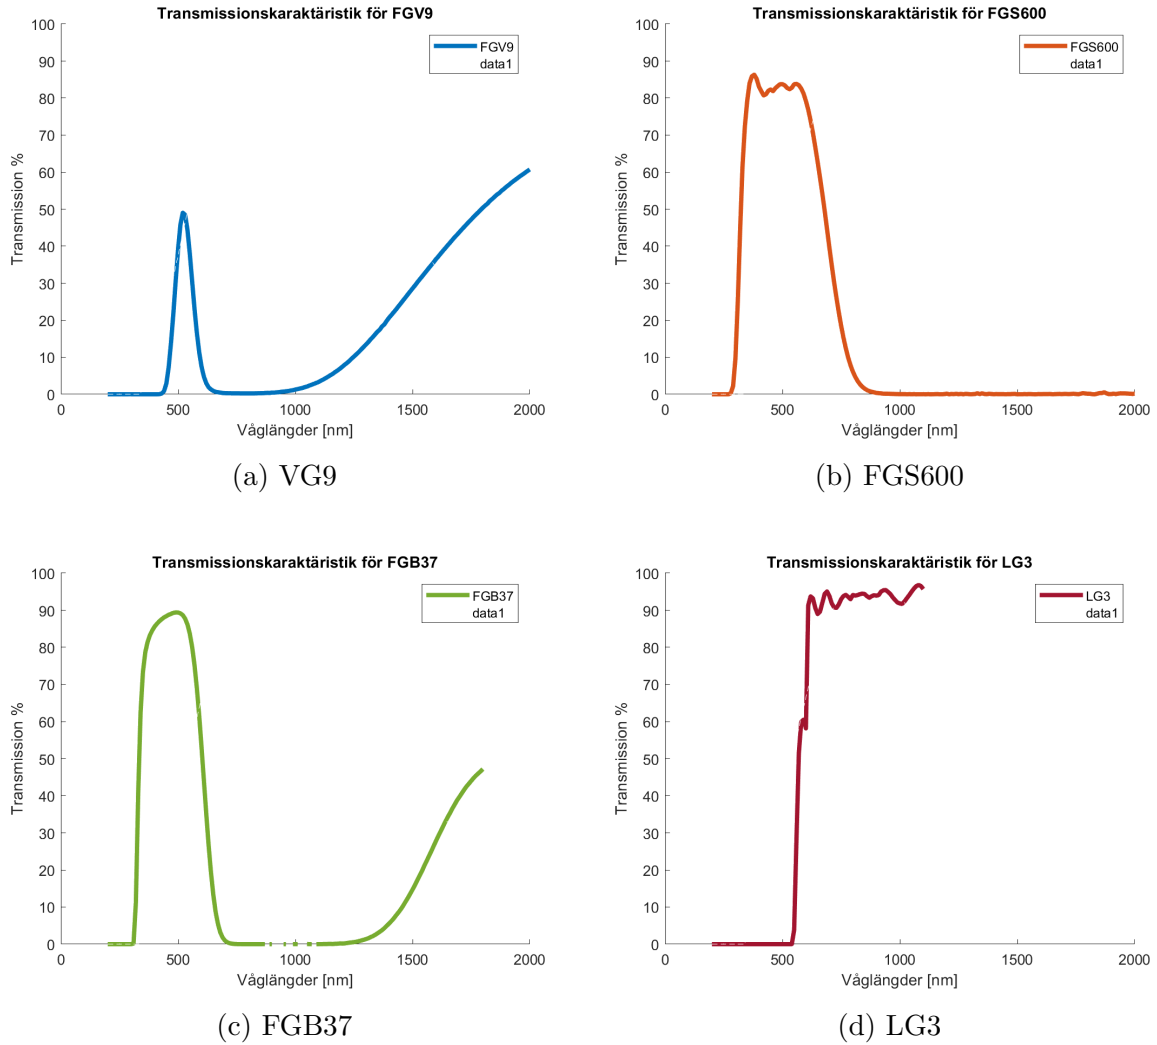 Transmissionskaraktäristik för FGV9
FGV9
data1
Transmission %
100
90
80
70
60
50
40
30
20
10
0
0 500 1000 1500 2000
Våglängder [nm]
(a) VG9
Transmissionskaraktäristik för FGS600
FGS600
data1
Transmission %
100
90
80
70
60
50
40
30
20
10
0
0 500 1000 1500 2000
Våglängder [nm]
(b) FGS600
Transmissionskaraktäristik för FGB37
FGB37
data1
Transmission %
100
90
80
70
60
50
40
30
20
10
0
0 500 1000 1500 2000
Våglängder [nm]
(c) FGB37
Transmissionskaraktäristik för LG3
LG3
data1
Transmission %
100
90
80
70
60
50
40
30
20
10
0
0 500 1000 1500 2000
Våglängder [nm]
(d) LG3